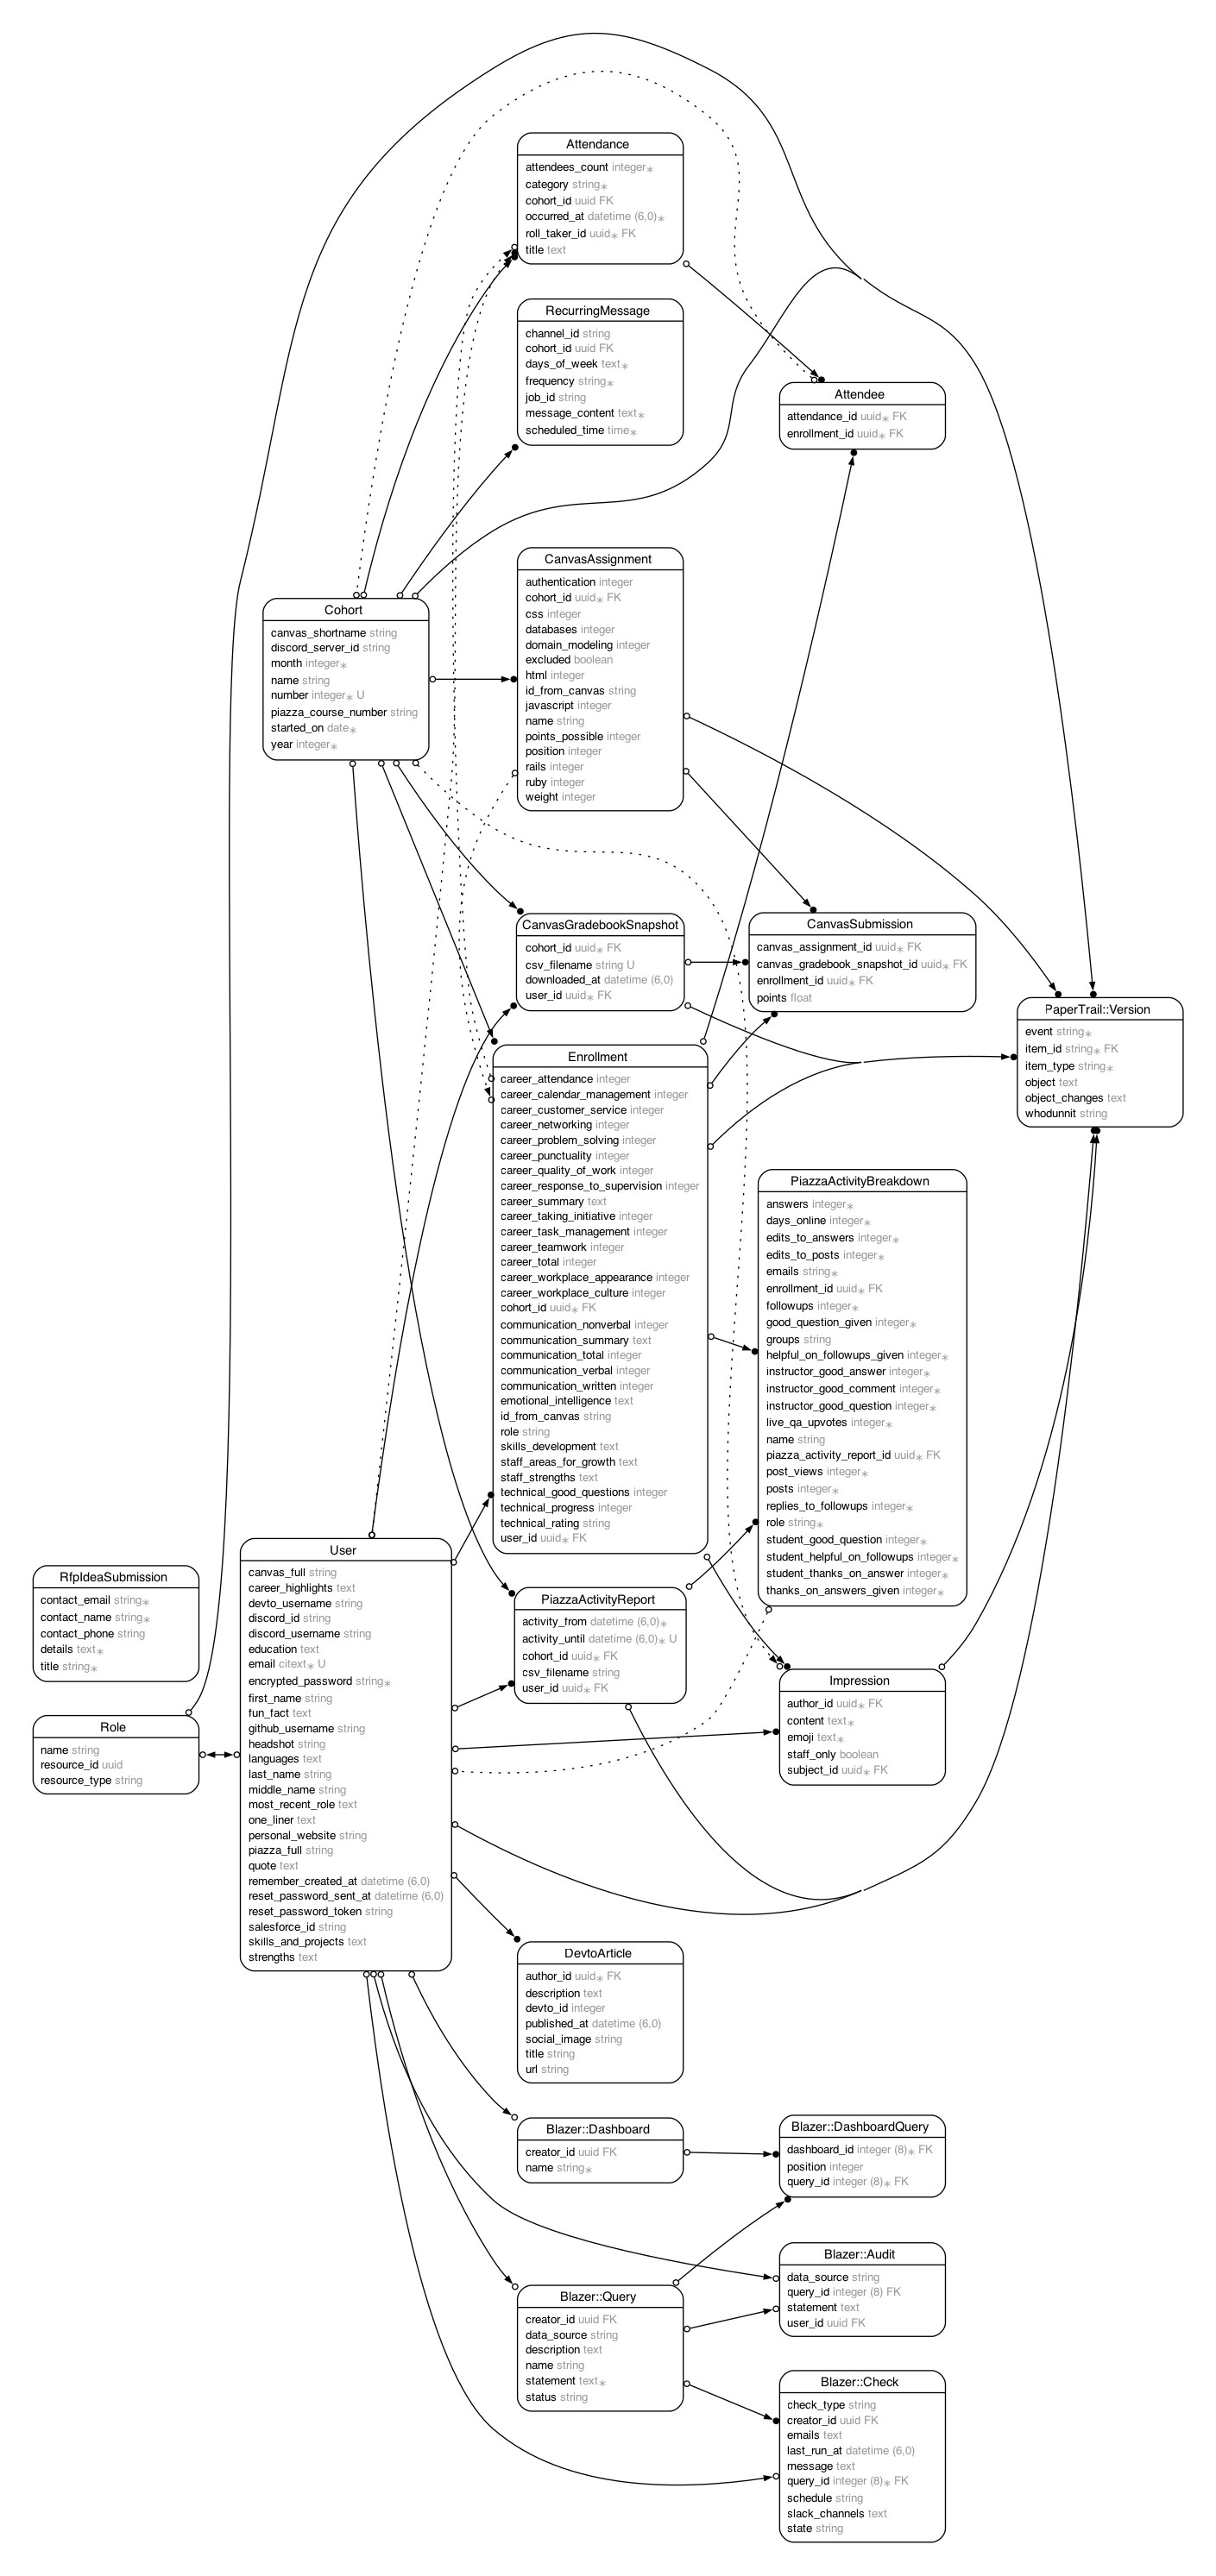 Attendance
attendees_count integer∗
category string∗
cohort_id uuid FK
occurred_at datetime (6,0)∗
roll_taker_id uuid∗ FK
title text
RecurringMessage
channel_id string
cohort_id uuid FK
days_of_week text∗
frequency string∗
job_id string
message_content text∗
scheduled_time time∗
Attendee
attendance_id uuid∗ FK
enrollment_id uuid∗ FK
Cohort
canvas_shortname string
discord_server_id string
month integer∗
name string
number integer∗ U
piazza_course_number string
started_on date∗
year integer∗
CanvasAssignment
authentication integer
cohort_id uuid∗ FK
css integer
databases integer
domain_modeling integer
excluded boolean
html integer
id_from_canvas string
javascript integer
name string
points_possible integer
position integer
rails integer
ruby integer
weight integer
CanvasGradebookSnapshot
cohort_id uuid∗ FK
csv_filename string U
downloaded_at datetime (6,0)
user_id uuid∗ FK
CanvasSubmission
canvas_assignment_id uuid∗ FK
canvas_gradebook_snapshot_id uuid∗ FK
enrollment_id uuid∗ FK
points float
PaperTrail::Version
event string∗
item_id string∗ FK
item_type string∗
object text
object_changes text
whodunnit string
Enrollment
career_attendance integer
career_calendar_management integer
career_customer_service integer
career_networking integer
career_problem_solving integer
career_punctuality integer
career_quality_of_work integer
career_response_to_supervision integer
career_summary text
career_taking_initiative integer
career_task_management integer
career_teamwork integer
career_total integer
career_workplace_appearance integer
career_workplace_culture integer
cohort_id uuid∗ FK
communication_nonverbal integer
communication_summary text
communication_total integer
communication_verbal integer
communication_written integer
emotional_intelligence text
id_from_canvas string
role string
skills_development text
staff_areas_for_growth text
staff_strengths text
technical_good_questions integer
technical_progress integer
technical_rating string
user_id uuid∗ FK
PiazzaActivityBreakdown
answers integer∗
days_online integer∗
edits_to_answers integer∗
edits_to_posts integer∗
emails string∗
enrollment_id uuid∗ FK
followups integer∗
good_question_given integer∗
groups string
helpful_on_followups_given integer∗
instructor_good_answer integer∗
instructor_good_comment integer∗
instructor_good_question integer∗
live_qa_upvotes integer∗
name string
piazza_activity_report_id uuid∗ FK
post_views integer∗
posts integer∗
replies_to_followups integer∗
role string∗
student_good_question integer∗
student_helpful_on_followups integer∗
student_thanks_on_answer integer∗
thanks_on_answers_given integer∗
User
canvas_full string
career_highlights text
devto_username string
discord_id string
discord_username string
education text
email citext∗ U
encrypted_password string∗
first_name string
fun_fact text
github_username string
headshot string
languages text
last_name string
middle_name string
most_recent_role text
one_liner text
personal_website string
piazza_full string
quote text
remember_created_at datetime (6,0)
reset_password_sent_at datetime (6,0)
reset_password_token string
salesforce_id string
skills_and_projects text
strengths text
RfpIdeaSubmission
contact_email string∗
contact_name string∗
contact_phone string
details text∗
title string∗
Role
name string
resource_id uuid
resource_type string
PiazzaActivityReport
activity_from datetime (6,0)∗
activity_until datetime (6,0)∗ U
cohort_id uuid∗ FK
csv_filename string
user_id uuid∗ FK
Impression
author_id uuid∗ FK
content text∗
emoji text∗
staff_only boolean
subject_id uuid∗ FK
DevtoArticle
author_id uuid∗ FK
description text
devto_id integer
published_at datetime (6,0)
social_image string
title string
url string
Blazer::Dashboard
creator_id uuid FK
name string∗
Blazer::DashboardQuery
dashboard_id integer (8)∗ FK
position integer
query_id integer (8)∗ FK
Blazer::Audit
data_source string
query_id integer (8) FK
statement text
user_id uuid FK
Blazer::Query
creator_id uuid FK
data_source string
description text
name string
statement text∗
status string
Blazer::Check
check_type string
creator_id uuid FK
emails text
last_run_at datetime (6,0)
message text
query_id integer (8)∗ FK
schedule string
slack_channels text
state string